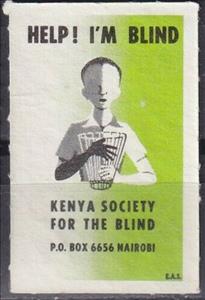 HELP! I'M BLIND
KENYA SOCIETY
FOR THE BLIND
P.O. BOX 6656 NAIROBI
E.A.S.